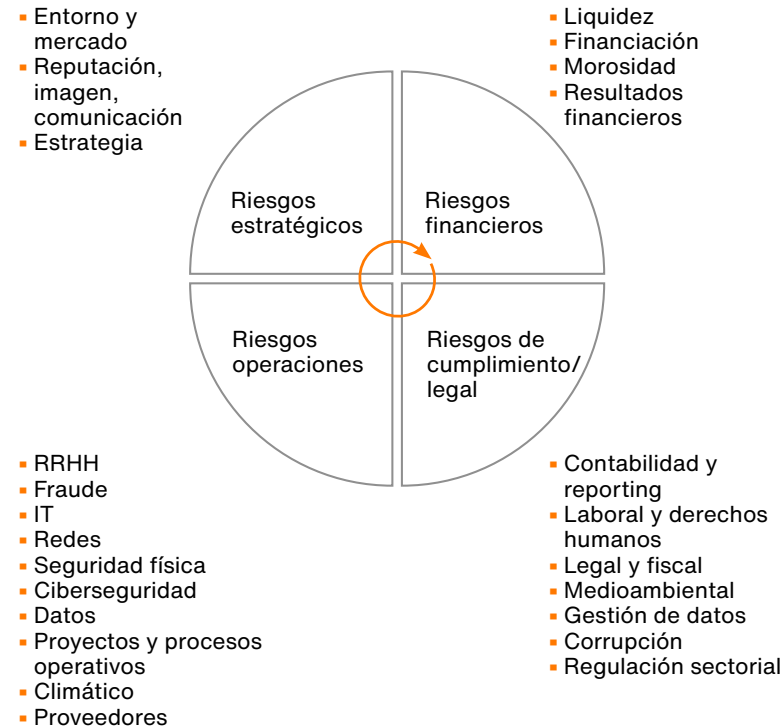 Entorno y
mercado
Reputación,
imagen,
comunicación
Estrategia
Liquidez
Financiación
Morosidad
Resultados
financieros
Riesgos
estratégicos
Riesgos
financieros
Riesgos
operaciones
Riesgos de
cumplimiento/
legal
RRHH
Fraude
IT
Redes
Seguridad física
Ciberseguridad
Datos
Proyectos y procesos
operativos
Climático
Proveedores
Contabilidad y
reporting
Laboral y derechos
humanos
Legal y fiscal
Medioambiental
Gestión de datos
Corrupción
Regulación sectorial